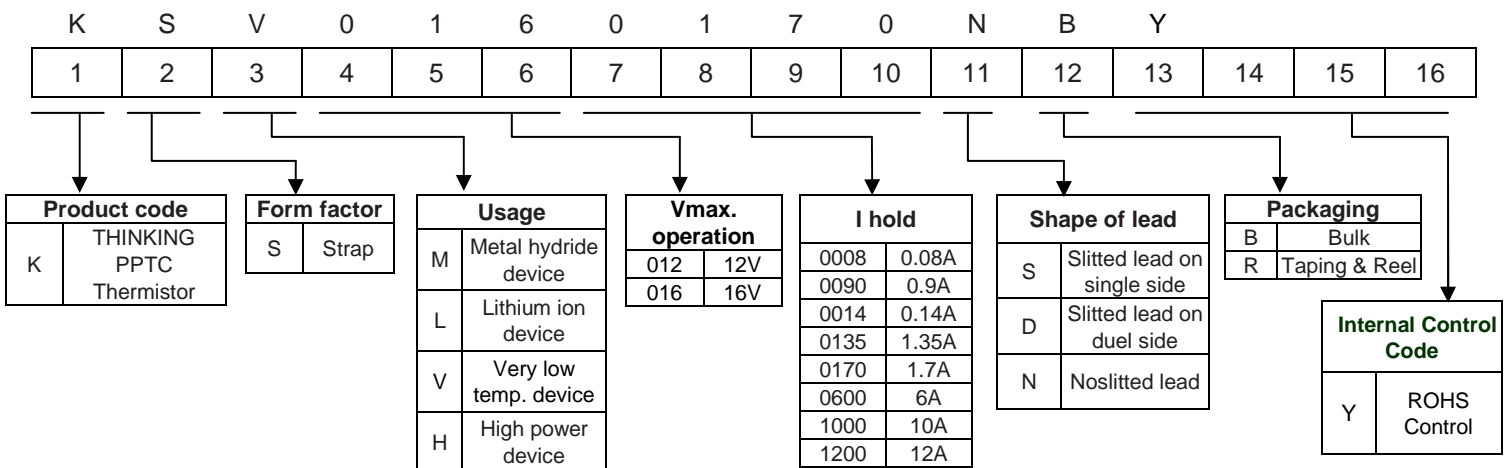 K S V 0 1 6 0 1 7 0 N B Y
1 2 3 4 5 6 7 8 9 10 11 12 13 14 15 16
Product code
K THINKING
PPTC
Thermistor
Form factor
S Strap
Usage
M Metal hydride
device
L Lithium ion
device
V Very low
temp. device
H High power
device
Vmax.
operation
012 12V
016 16V
I hold
0008 0.08A
0090 0.9A
0014 0.14A
0135 1.35A
0170 1.7A
0600 6A
1000 10A
1200 12A
Shape of lead
S Slitted lead on
single side
D Slitted lead on
duel side
N Noslitted lead
Packaging
B Bulk
R Taping & Reel
Internal Control
Code
Y ROHS
Control